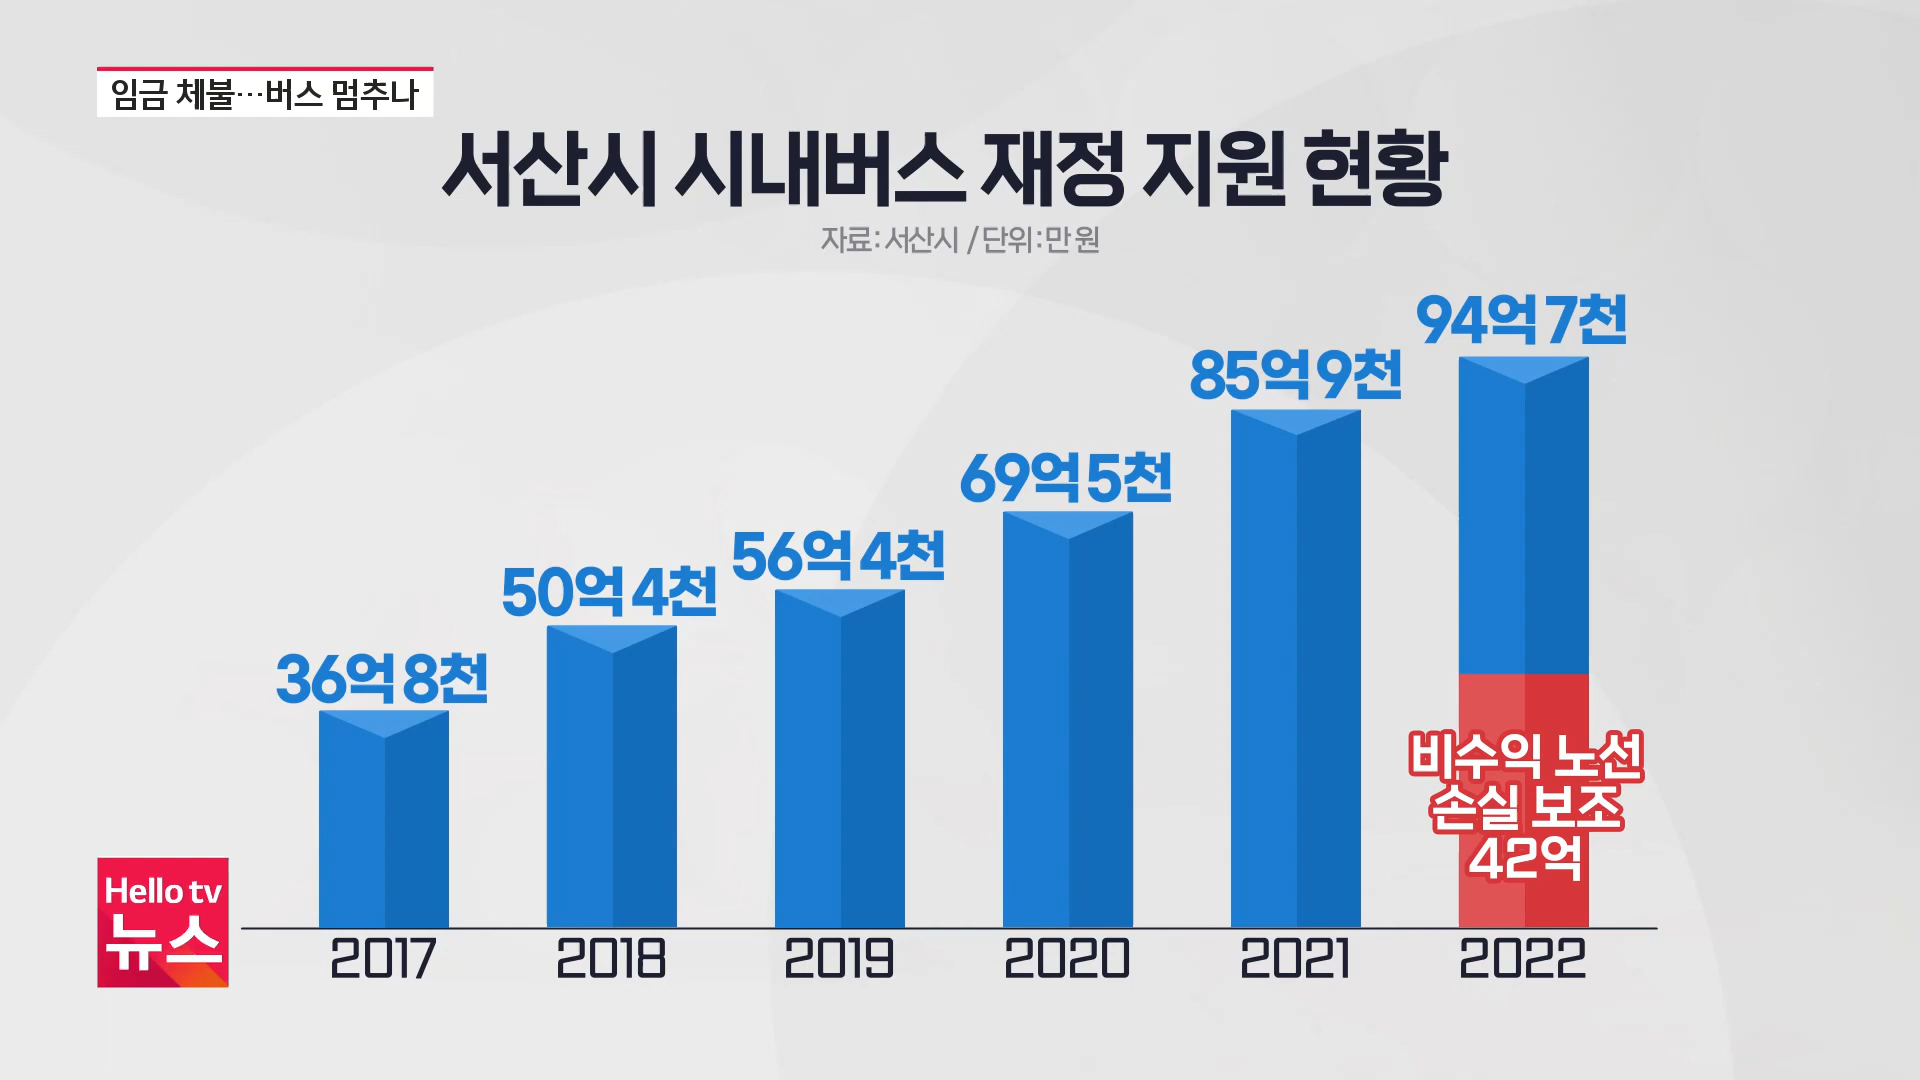 임금 체불…버스 멈추나
서산시 시내버스 재정 지원 현황
자료:서산시 / 단위:만 원
94억 7천
85억 9천
69억 5천
56억 4천
50억 4천
36억 8천
비수익 노선
손실 보조
42억
Hello tv
뉴스
2017 2018 2019 2020 2021 2022